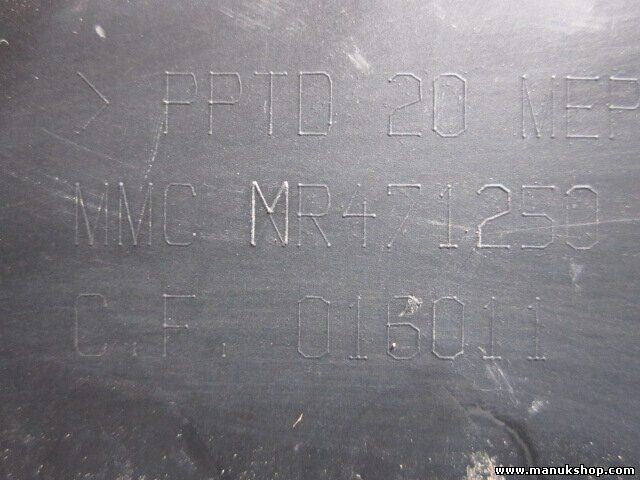 > PPTD 20 MEP
MMC MR471250
C.F. 016011
www.manukshop.com